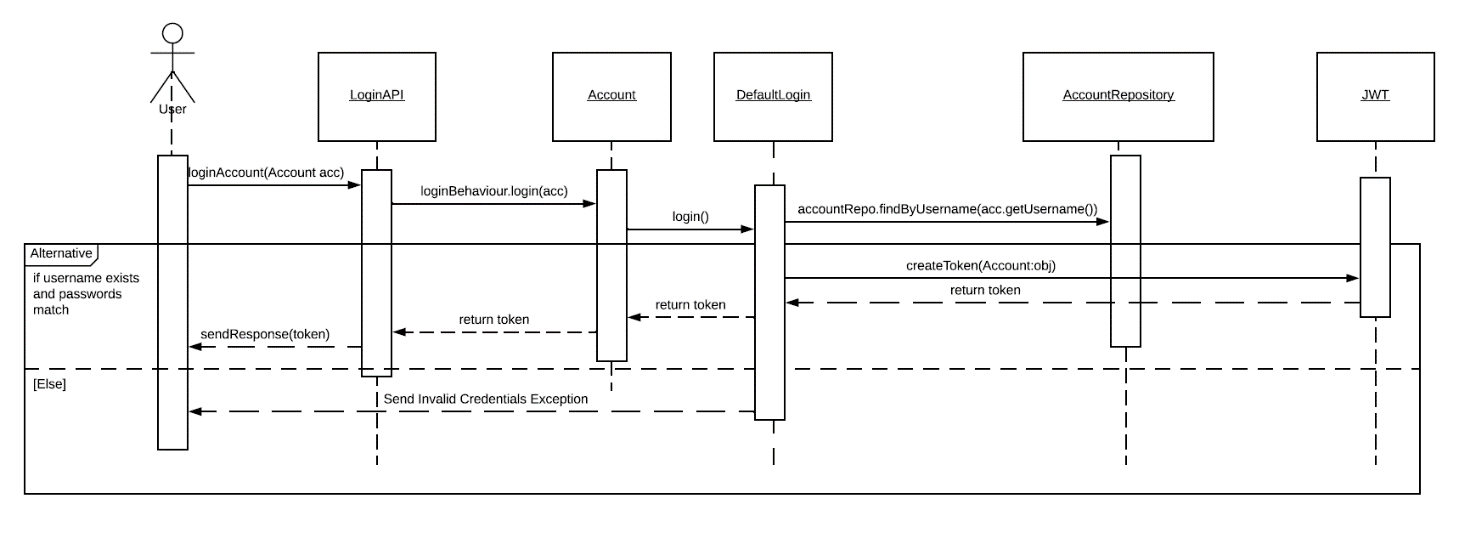 User
LoginAPI
Account
DefaultLogin
AccountRepository
JWT
loginAccount(Account acc)
loginBehaviour.login(acc)
login()
accountRepo.findByUsername(acc.getUsername())
Alternative
if username exists
and passwords
match
createToken(Account:obj)
return token
return token
return token
sendResponse(token)
[Else]
Send Invalid Credentials Exception